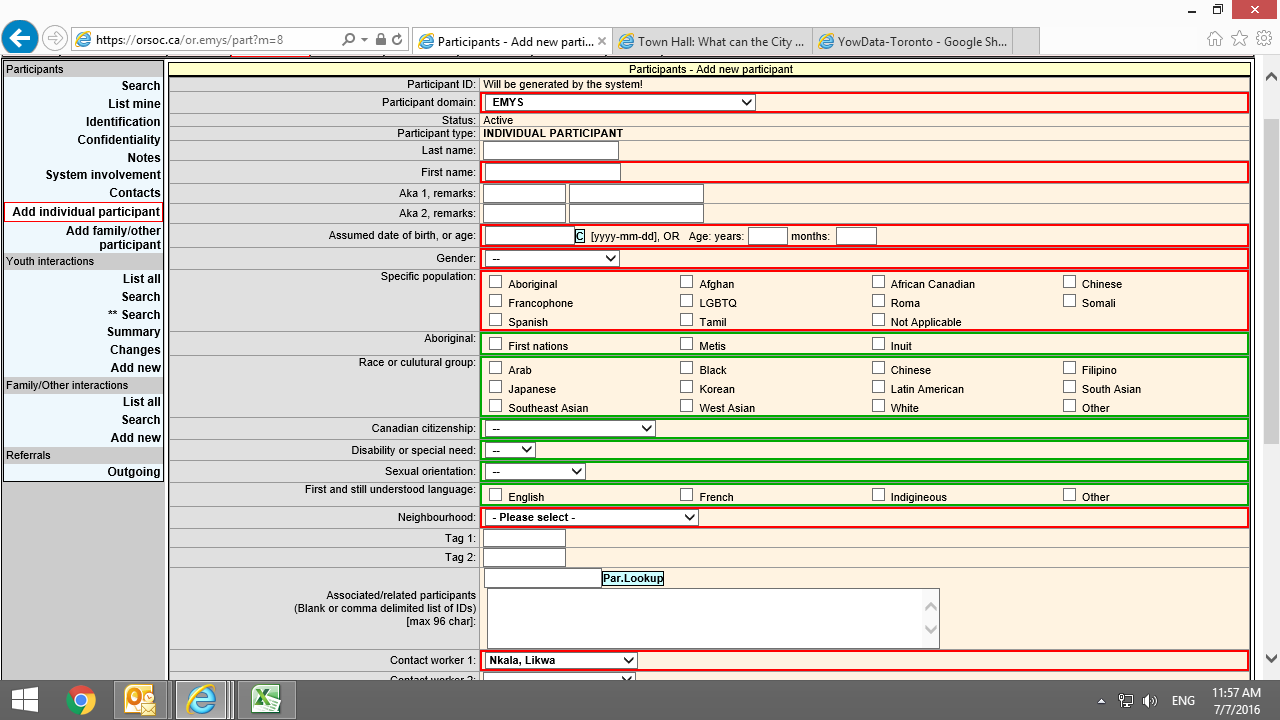 https://orsoc.ca/or.emys/part?m=8
Participants - Add new parti...
Town Hall: Where in the City ...
YowData-Toronto - Google Sh...
Participants
Search
List mine
Identification
Confidentiality
Notes
System involvement
Contacts
Add individual participant
Add family/other
participant
Youth interactions
List all
Search
** Search
Summary
Changes
Add new
Family/Other interactions
List all
Search
Add new
Referrals
Outgoing
Participants - Add new participant
Participant ID: Will be generated by the system!
Participant domain: EMYS
Status: Active
Participant type: INDIVIDUAL PARTICIPANT
Last name:
First name:
Aka 1, remarks:
Aka 2, remarks:
Assumed date of birth, or age: C [yyyy-mm-dd], OR Age: years: months:
Gender: --
Specific population: Aboriginal Afghan African Canadian Chinese
Francophone LGBTQ Roma Somali
Spanish Tamil Not Applicable
Aboriginal: First nations Metis Inuit
Race or culutural group: Arab Black Chinese Filipino
Japanese Korean Latin American South Asian
Southeast Asian West Asian White Other
Canadian citizenship: --
Disability or special need: --
Sexual orientation: --
First and still understood language: English French Indigineous Other
Neighbourhood: - Please select -
Tag 1:
Tag 2:
Par.Lookup
Associated/related participants
(Blank or comma delimited list of IDs)
[max 96 char]:
Contact worker 1: Nkala, Likwa
Contact worker 2:
ENG
11:57 AM
7/7/2016